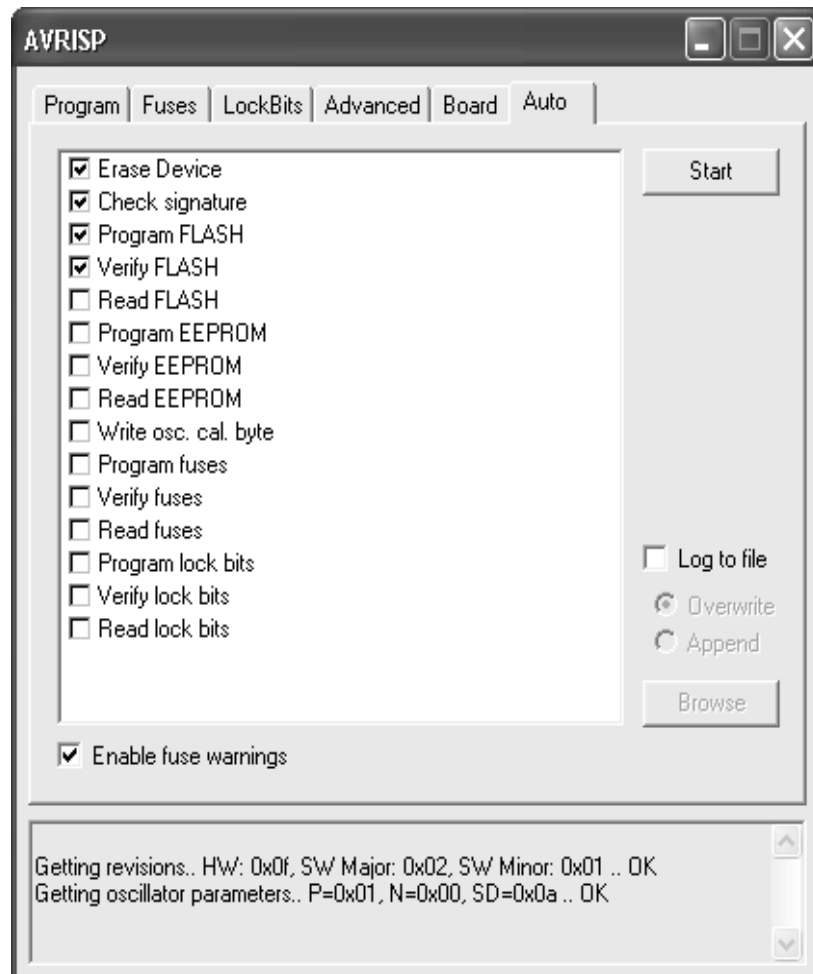 AVRISP
Program Fuses LockBits Advanced Board Auto
Erase Device
Check signature
Program FLASH
Verify FLASH
Read FLASH
Program EEPROM
Verify EEPROM
Read EEPROM
Write osc. cal. byte
Program fuses
Verify fuses
Read fuses
Program lock bits
Verify lock bits
Read lock bits
Start
Log to file
Overwrite
Append
Browse
Enable fuse warnings
Getting revisions.. HW: 0x0f, SW Major: 0x02, SW Minor: 0x01 .. OK
Getting oscillator parameters.. P=0x01, N=0x00, SD=0x0a .. OK